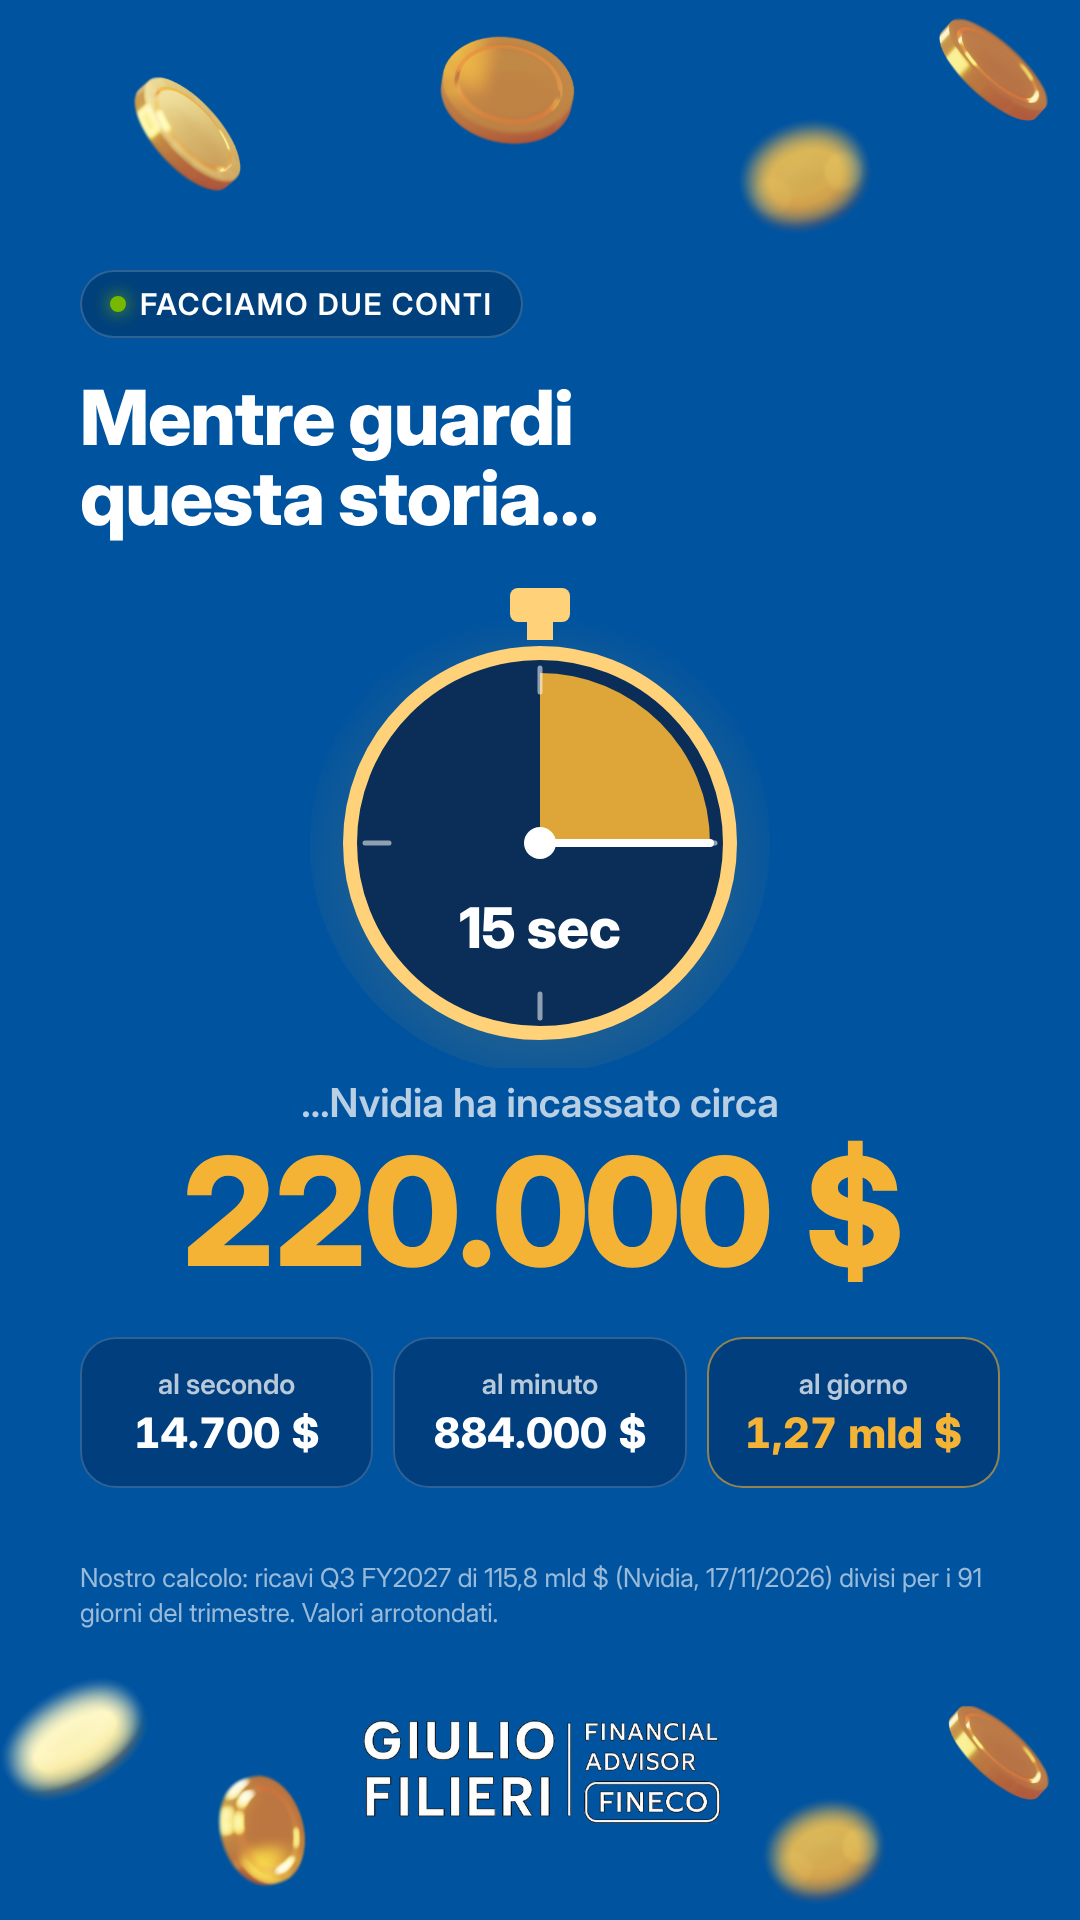 FACCIAMO DUE CONTI
Mentre guardi
questa storia...
15 sec
...Nvidia ha incassato circa
220.000 $
al secondo
14.700 $
al minuto
884.000 $
al giorno
1,27 mld $
Nostro calcolo: ricavi Q3 FY2027 di 115,8 mld $ (Nvidia, 17/11/2026) divisi per i 91
giorni del trimestre. Valori arrotondati.
GIULIO
FILIERI
FINANCIAL
ADVISOR
FINECO